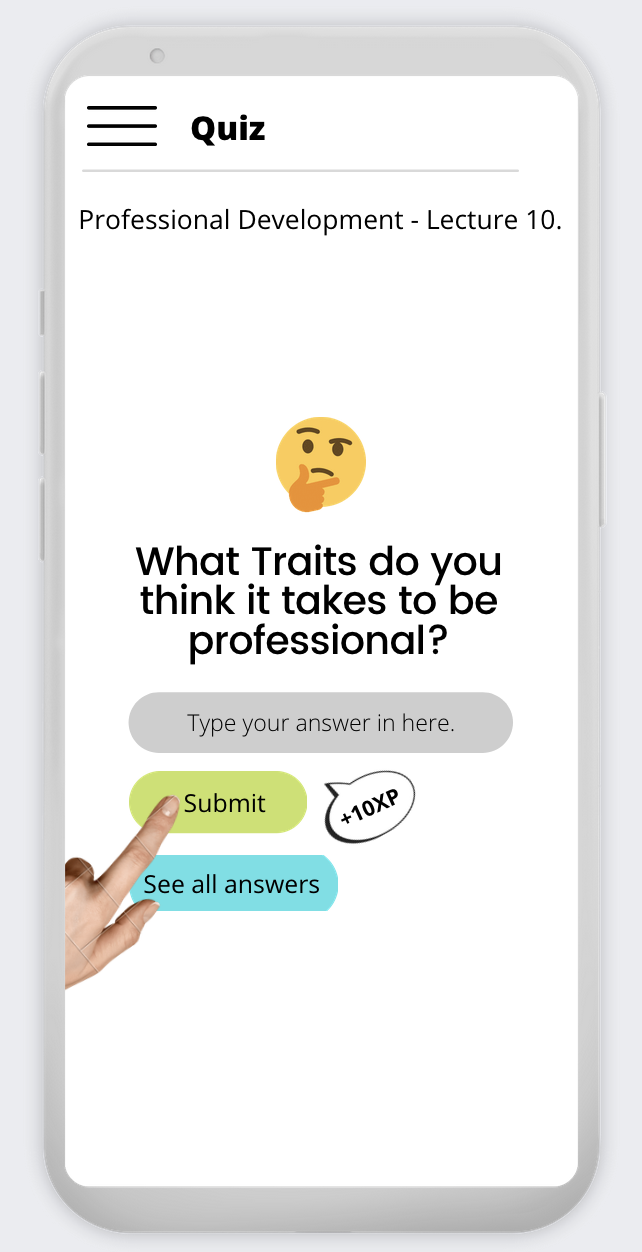 Quiz
Professional Development - Lecture 10.
What Traits do you
think it takes to be
professional?
Type your answer in here.
Submit
+10XP
See all answers